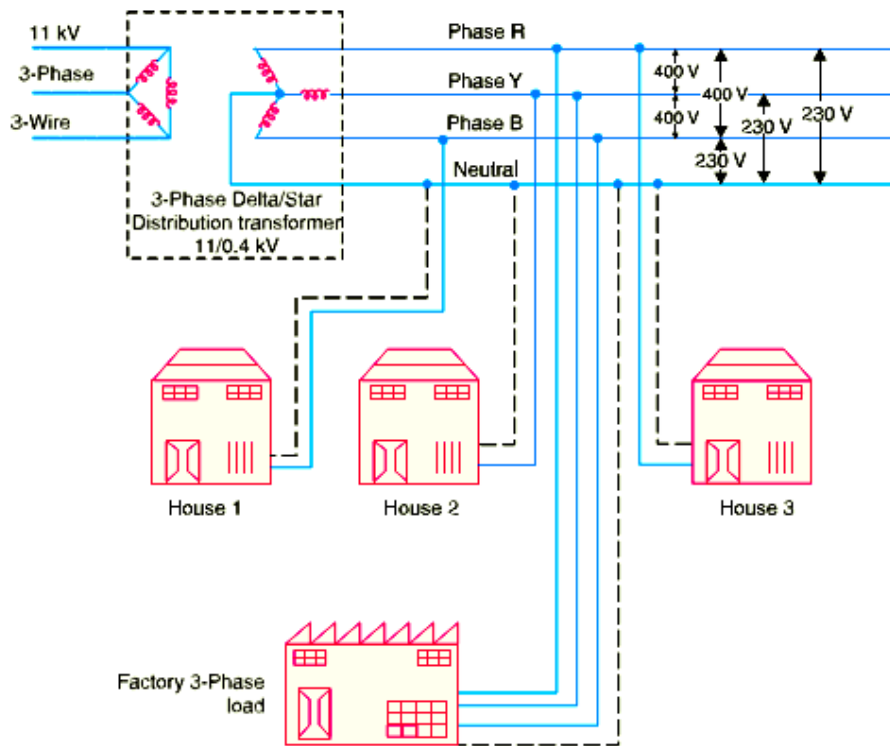 11 kV
3-Phase
3-Wire
3-Phase Delta/Star
Distribution transformer
11/0.4 kV
Phase R
Phase Y
Phase B
Neutral
400 V
400 V
400 V
230 V
230 V
230 V
House 1
House 2
House 3
Factory 3-Phase
load